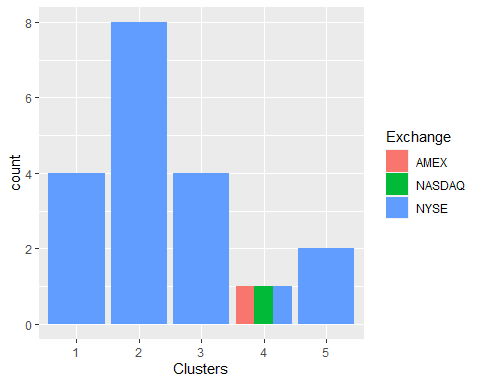 8
6
4
2
0
count
1 2 3 4 5
Clusters
Exchange
AMEX
NASDAQ
NYSE